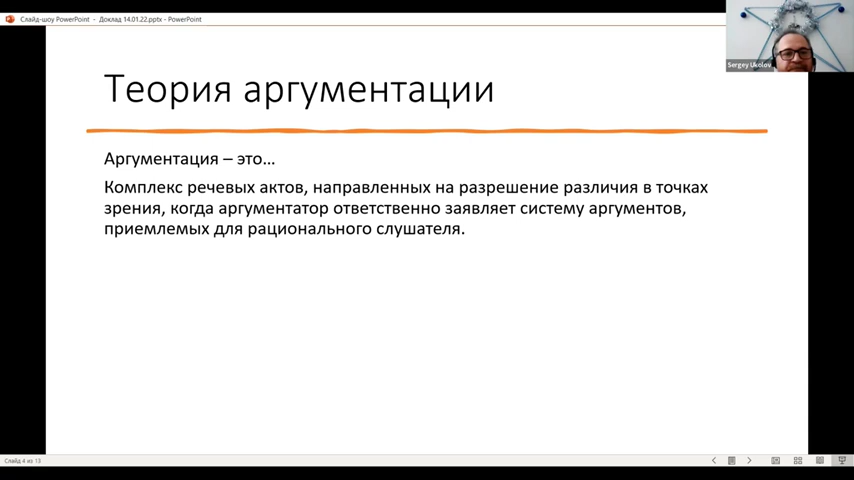 Слайд-шоу PowerPoint - Доклад 14.01.22.pptx - PowerPoint
Sergey Ukolov
Теория аргументации
Аргументация – это...
Комплекс речевых актов, направленных на разрешение различия в точках
зрения, когда аргументатор ответственно заявляет систему аргументов,
приемлемых для рационального слушателя.
Слайд 4 из 13